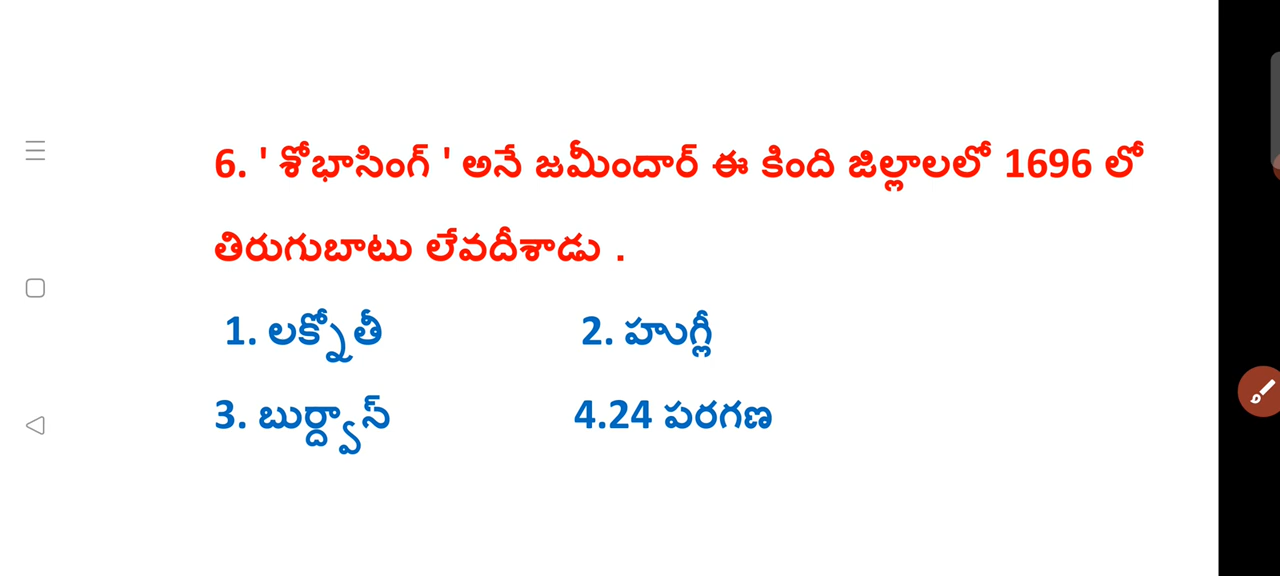 6. ' శోభాసింగ్ ' అనే జమీందార్ ఈ కింది జిల్లాలలో 1696 లో
తిరుగుబాటు లేవదీశాడు .
1. లక్నోతీ 2. హుగ్లీ
3. బుర్ద్వాన్ 4.24 పరగణ